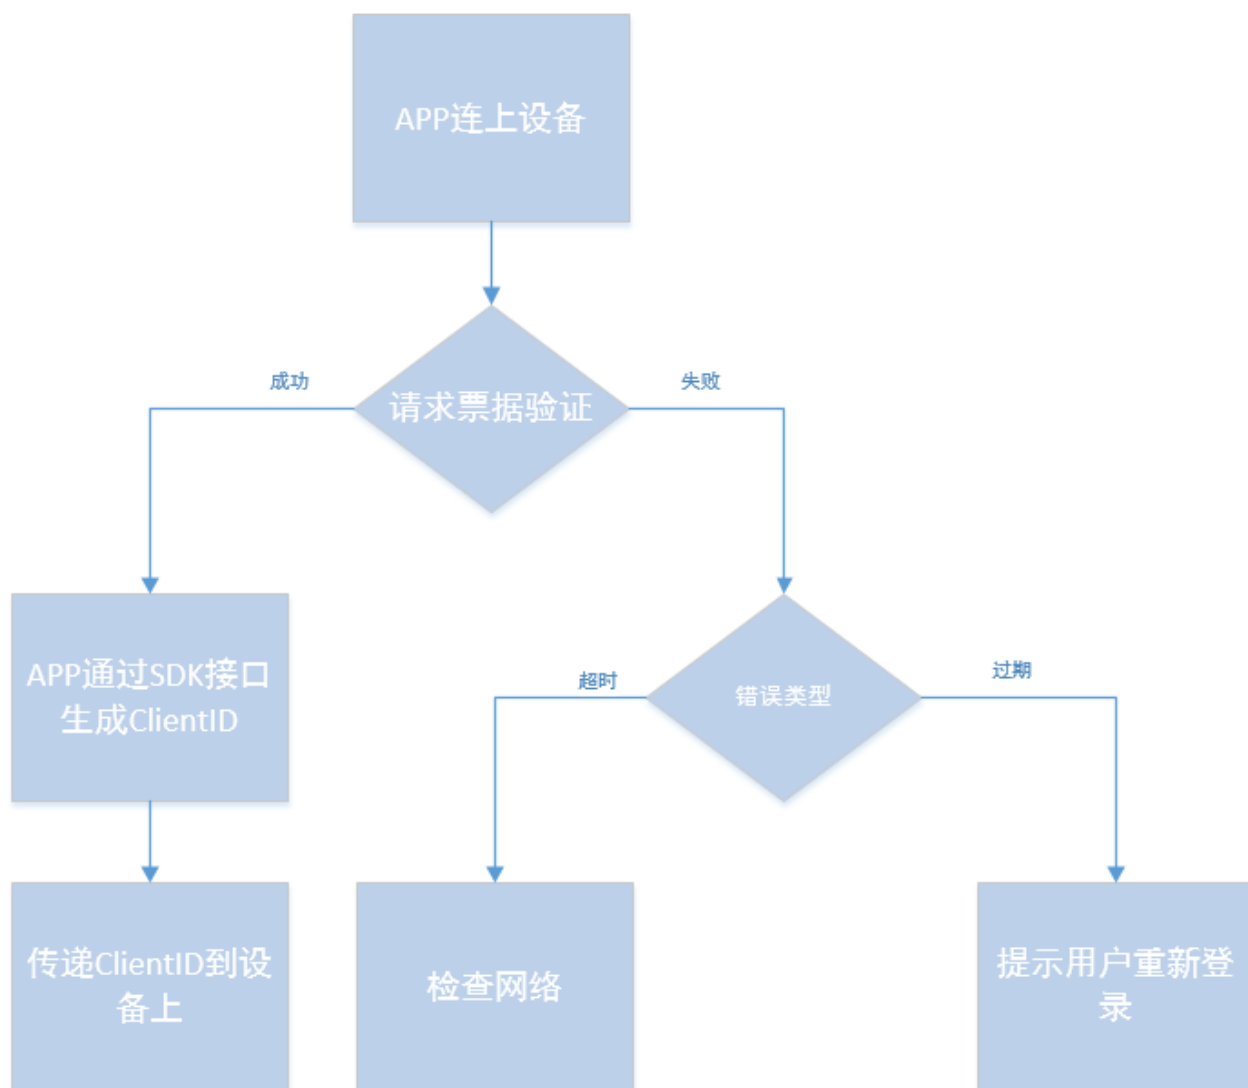 APP连上设备
成功
请求票据验证
失败
APP通过SDK接口
生成ClientID
超时
错误类型
过期
传递ClientID到设
备上
检查网络
提示用户重新登
录